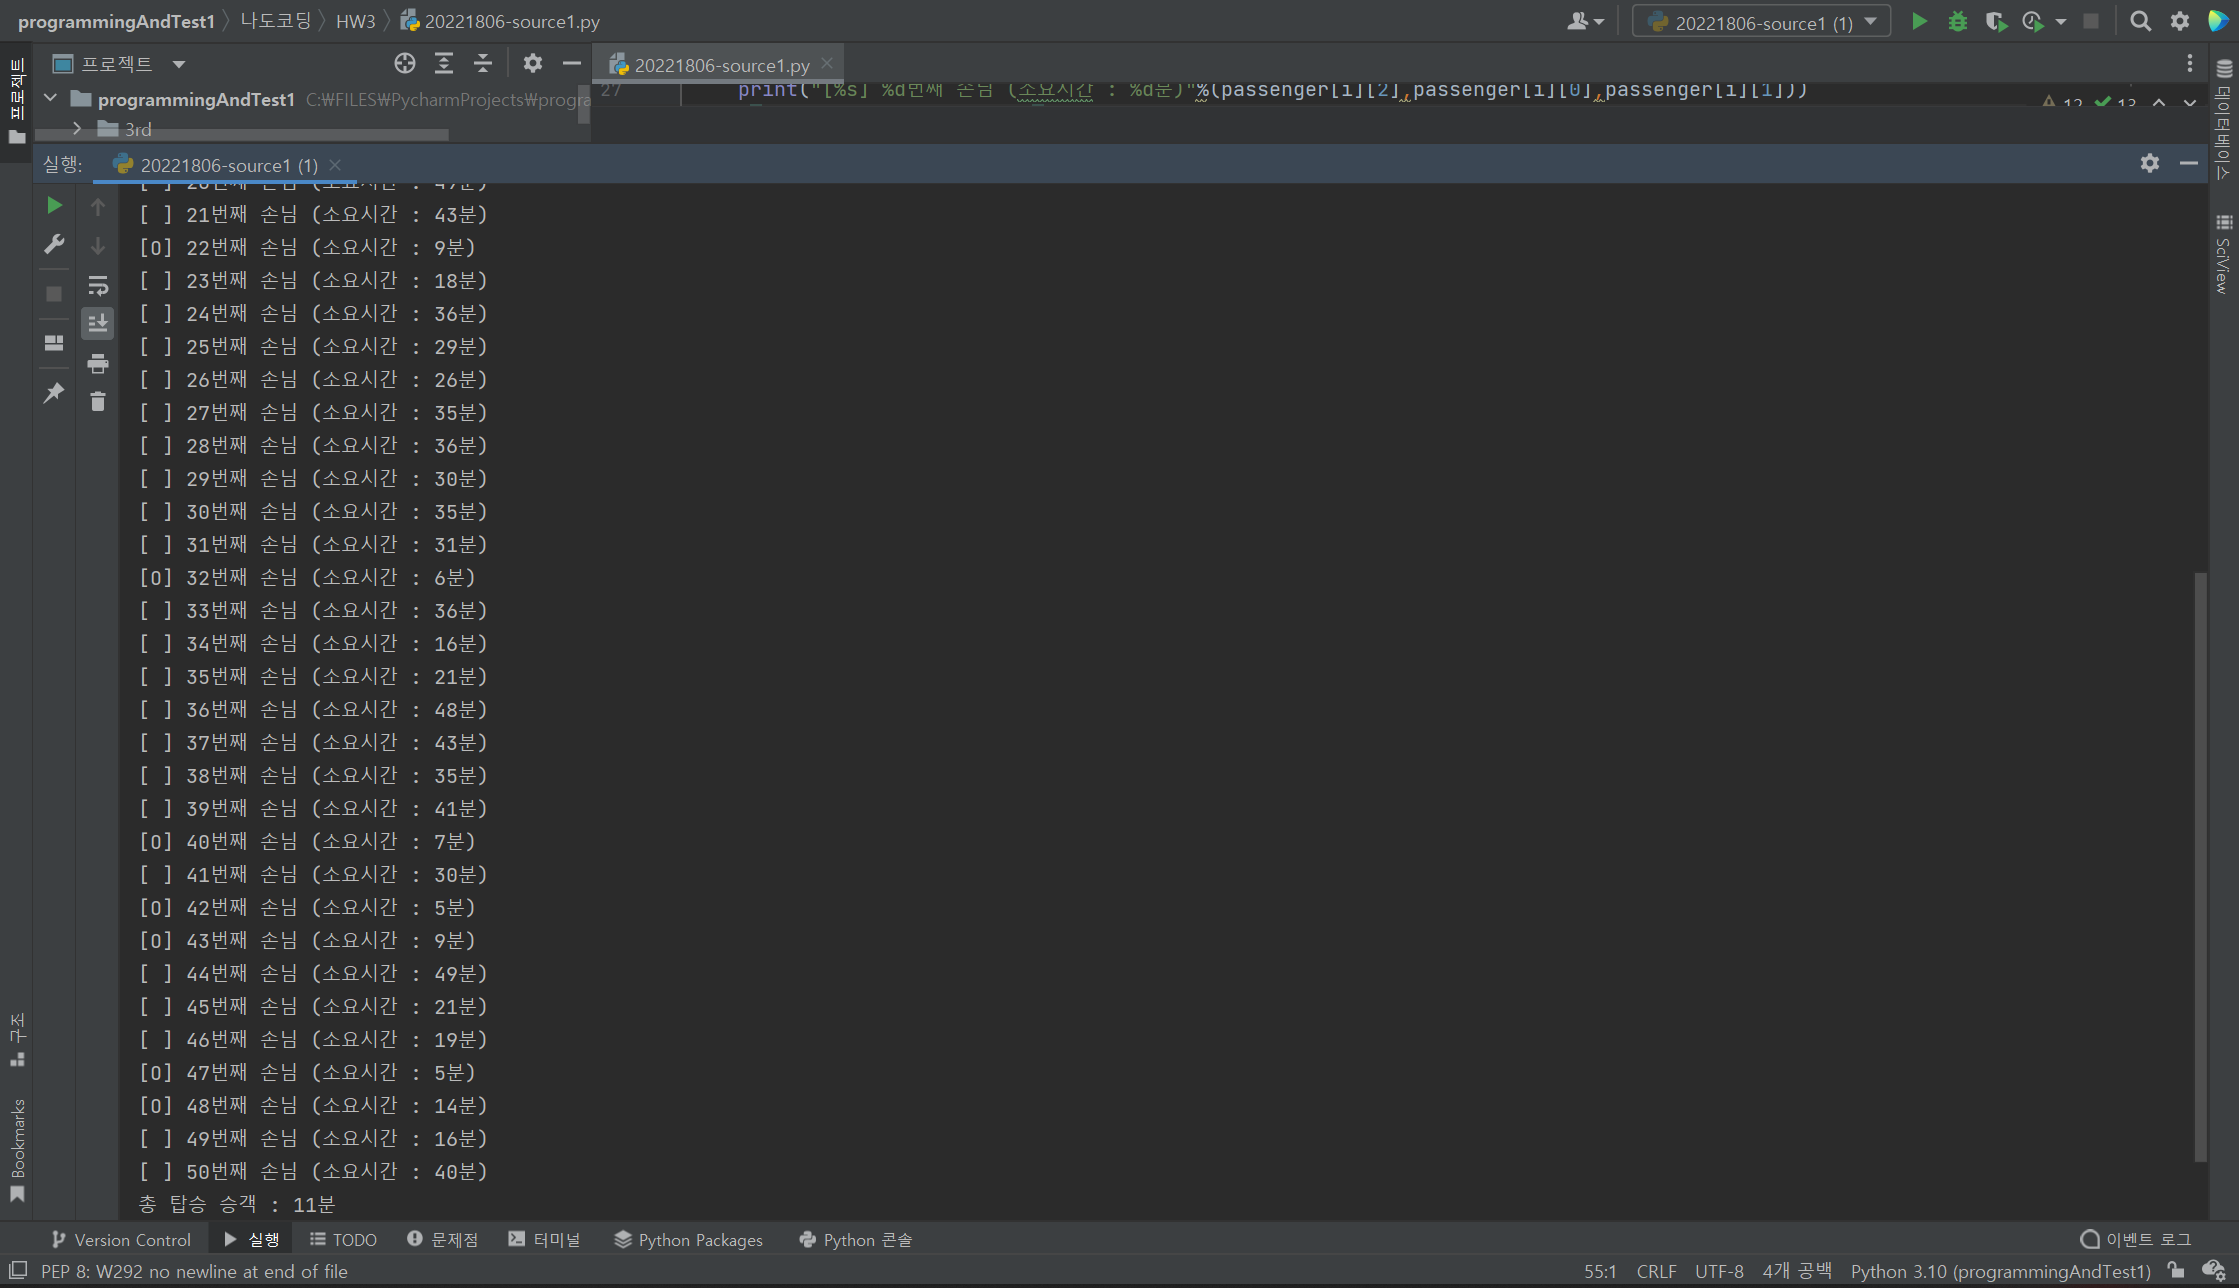 programmingAndTest1 나도코딩 HW3 20221806-source1.py
20221806-source1 (1)
프로젝트
20221806-source1.py
programmingAndTest1 C:₩FILES₩PycharmProjects₩progra
27 print("[%s] %d번째 손님 (소요시간 : %d분)"%(passenger[i][2],passenger[i][0],passenger[i][1]))
12 13
3rd
실행: 20221806-source1 (1)
[ ] 20번째 손님 (소요시간 : 49분)
[ ] 21번째 손님 (소요시간 : 43분)
[O] 22번째 손님 (소요시간 : 9분)
[ ] 23번째 손님 (소요시간 : 18분)
[ ] 24번째 손님 (소요시간 : 36분)
[ ] 25번째 손님 (소요시간 : 29분)
[ ] 26번째 손님 (소요시간 : 26분)
[ ] 27번째 손님 (소요시간 : 35분)
[ ] 28번째 손님 (소요시간 : 36분)
[ ] 29번째 손님 (소요시간 : 30분)
[ ] 30번째 손님 (소요시간 : 35분)
[ ] 31번째 손님 (소요시간 : 31분)
[O] 32번째 손님 (소요시간 : 6분)
[ ] 33번째 손님 (소요시간 : 36분)
[ ] 34번째 손님 (소요시간 : 16분)
[ ] 35번째 손님 (소요시간 : 21분)
[ ] 36번째 손님 (소요시간 : 48분)
[ ] 37번째 손님 (소요시간 : 43분)
[ ] 38번째 손님 (소요시간 : 35분)
[ ] 39번째 손님 (소요시간 : 41분)
[O] 40번째 손님 (소요시간 : 7분)
[ ] 41번째 손님 (소요시간 : 30분)
[O] 42번째 손님 (소요시간 : 5분)
[O] 43번째 손님 (소요시간 : 9분)
[ ] 44번째 손님 (소요시간 : 49분)
[ ] 45번째 손님 (소요시간 : 21분)
[ ] 46번째 손님 (소요시간 : 19분)
[O] 47번째 손님 (소요시간 : 5분)
[O] 48번째 손님 (소요시간 : 14분)
[ ] 49번째 손님 (소요시간 : 16분)
[ ] 50번째 손님 (소요시간 : 40분)
총 탑승 승객 : 11분
프로젝트
구조
Bookmarks
데이터베이스
SciView
Version Control 실행 TODO 문제점 터미널 Python Packages Python 콘솔 이벤트 로그
PEP 8: W292 no newline at end of file 55:1 CRLF UTF-8 4개 공백 Python 3.10 (programmingAndTest1)